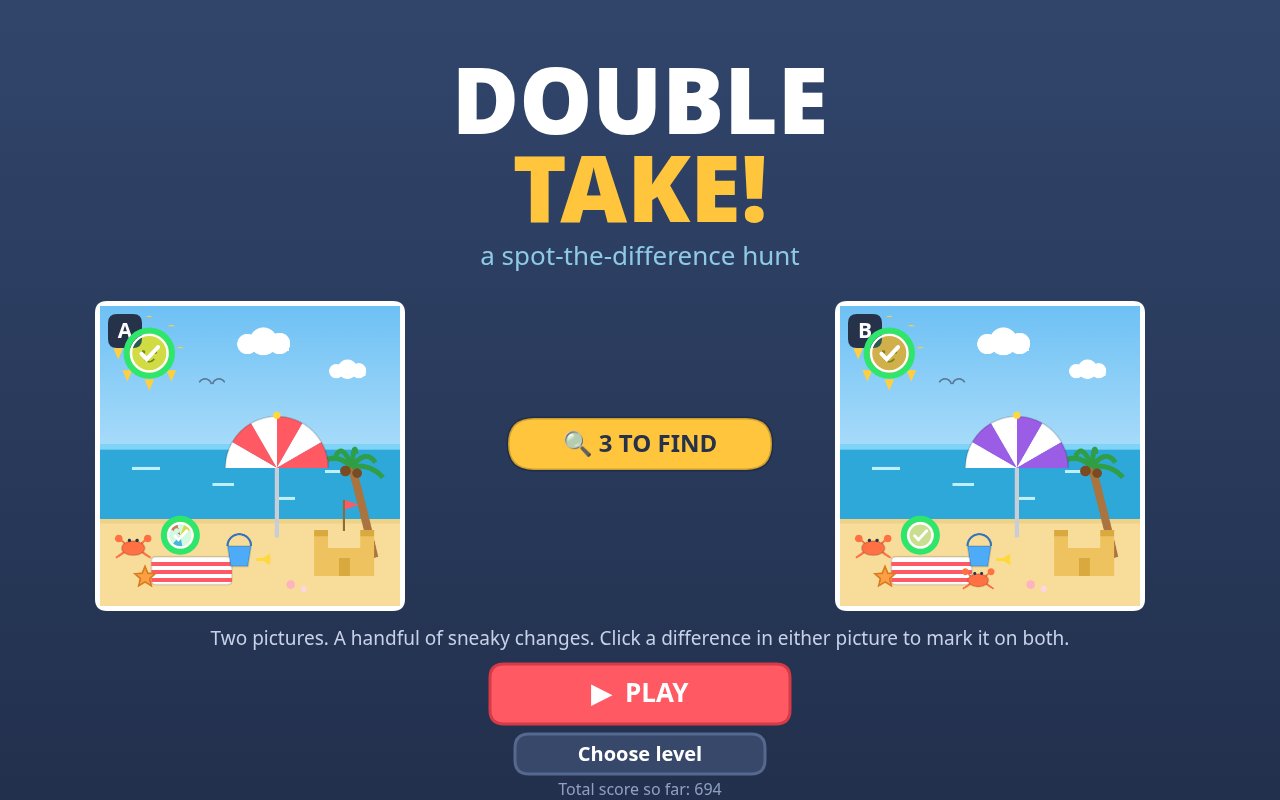 DOUBLE
TAKE!
a spot-the-difference hunt
A
B
🔍 3 TO FIND
Two pictures. A handful of sneaky changes. Click a difference in either picture to mark it on both.
▶ PLAY
Choose level
Total score so far: 694